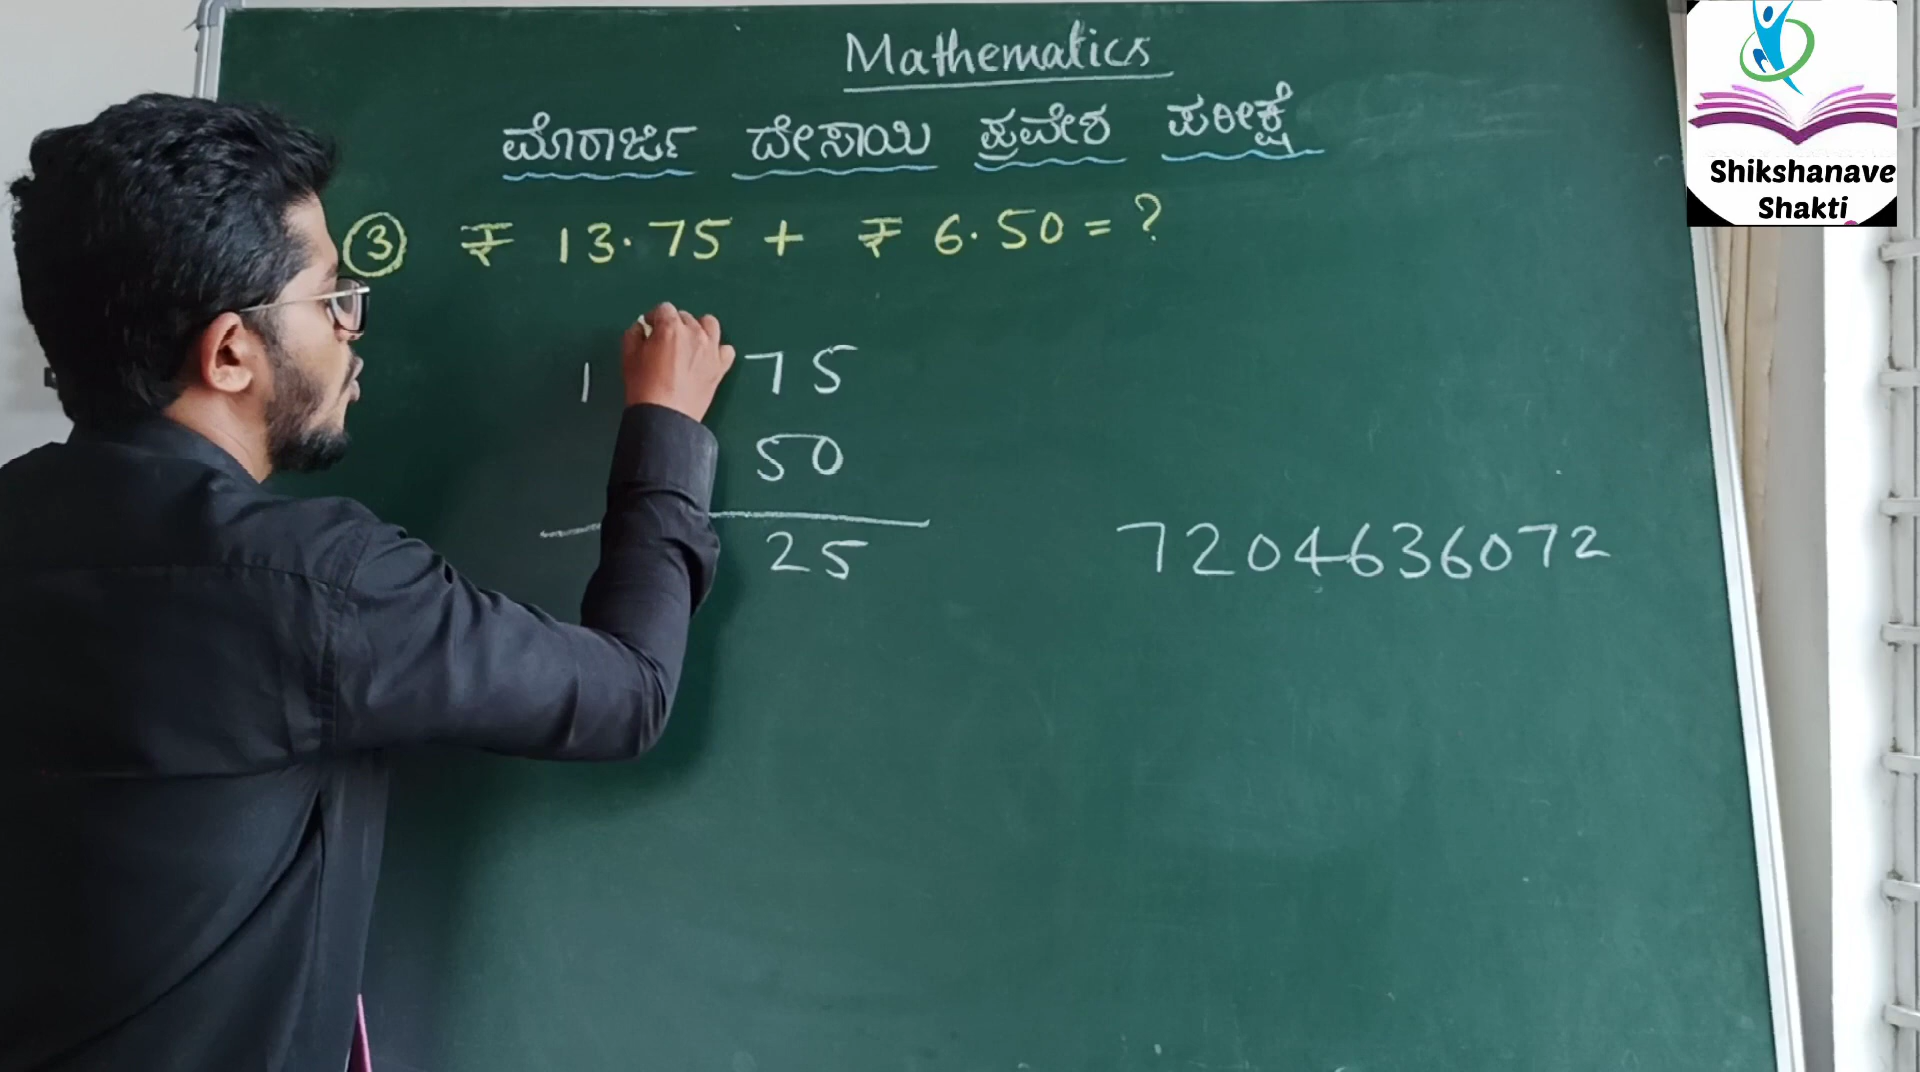 Mathematics
ಮೊರಾರ್ಜಿ ದೇಸಾಯಿ ಪ್ರವೇಶ ಪರೀಕ್ಷೆ
③ ₹ 13.75 + ₹ 6.50 = ?
1 75
50
25
7204636072
Shikshanave
Shakti